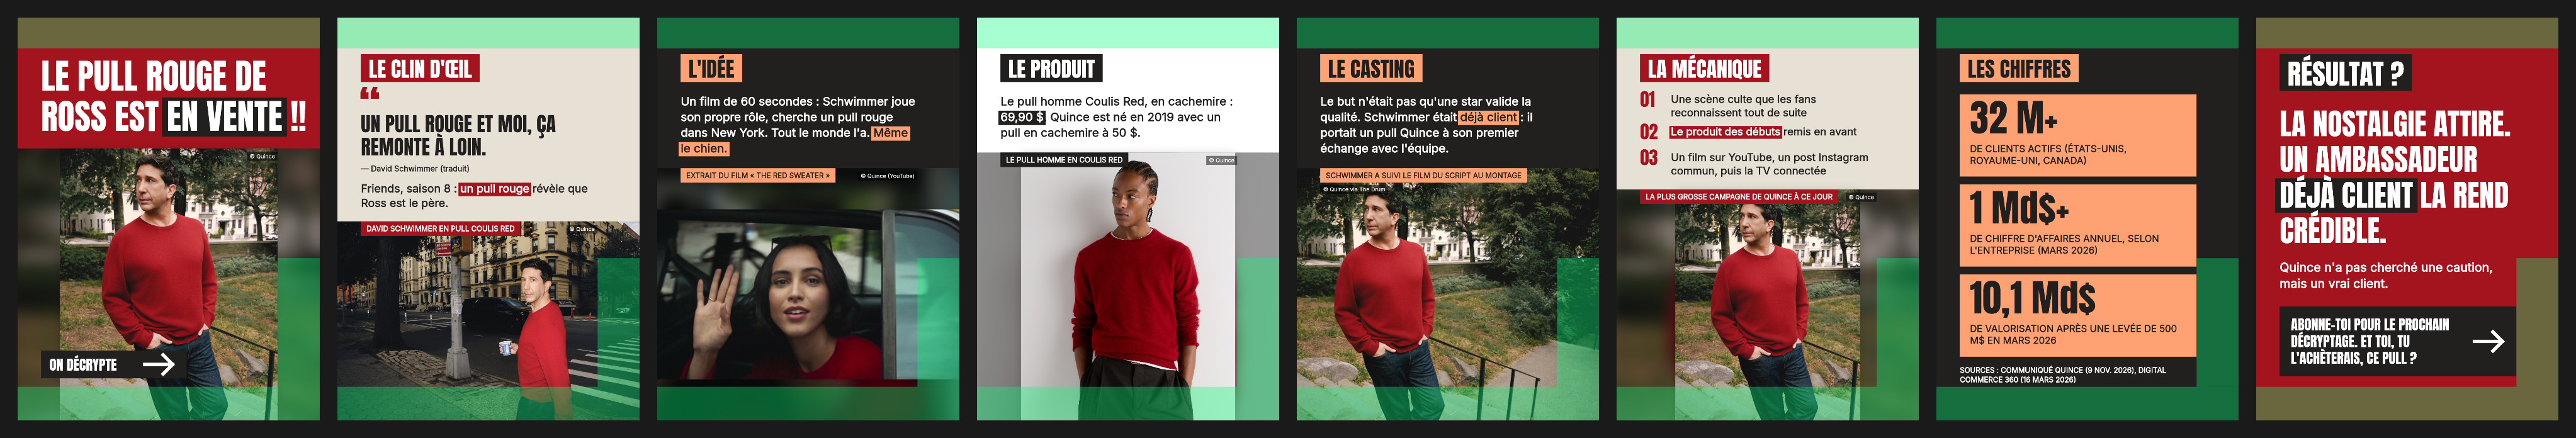 LE PULL ROUGE DE
ROSS EST EN VENTE !!
© Quince
ON DÉCRYPTE
LE CLIN D'ŒIL
“
UN PULL ROUGE ET MOI, ÇA
REMONTE À LOIN.
— David Schwimmer (traduit)
Friends, saison 8 : un pull rouge révèle que
Ross est le père.
DAVID SCHWIMMER EN PULL COULIS RED
© Quince
L'IDÉE
Un film de 60 secondes : Schwimmer joue
son propre rôle, cherche un pull rouge
dans New York. Tout le monde l'a. Même
le chien.
EXTRAIT DU FILM « THE RED SWEATER »
© Quince (YouTube)
LE PRODUIT
Le pull homme Coulis Red, en cachemire :
69,90 $. Quince est né en 2019 avec un
pull en cachemire à 50 $.
LE PULL HOMME EN COULIS RED
© Quince
LE CASTING
Le but n'était pas qu'une star valide la
qualité. Schwimmer était déjà client : il
portait un pull Quince à son premier
échange avec l'équipe.
SCHWIMMER A SUIVI LE FILM DU SCRIPT AU MONTAGE
© Quince via The Drum
LA MÉCANIQUE
01 Une scène culte que les fans
reconnaissent tout de suite
02 Le produit des débuts remis en avant
03 Un film sur YouTube, un post Instagram
commun, puis la TV connectée
LA PLUS GROSSE CAMPAGNE DE QUINCE À CE JOUR
© Quince
LES CHIFFRES
32 M+
DE CLIENTS ACTIFS (ÉTATS-UNIS,
ROYAUME-UNI, CANADA)
1 Md$+
DE CHIFFRE D'AFFAIRES ANNUEL, SELON
L'ENTREPRISE (MARS 2026)
10,1 Md$
DE VALORISATION APRÈS UNE LEVÉE DE 500
M$ EN MARS 2026
SOURCES : COMMUNIQUÉ QUINCE (9 NOV. 2026), DIGITAL
COMMERCE 360 (16 MARS 2026)
RÉSULTAT ?
LA NOSTALGIE ATTIRE.
UN AMBASSADEUR
DÉJÀ CLIENT LA REND
CRÉDIBLE.
Quince n'a pas cherché une caution,
mais un vrai client.
ABONNE-TOI POUR LE PROCHAIN
DÉCRYPTAGE. ET TOI, TU
L'ACHÈTERAIS, CE PULL ?